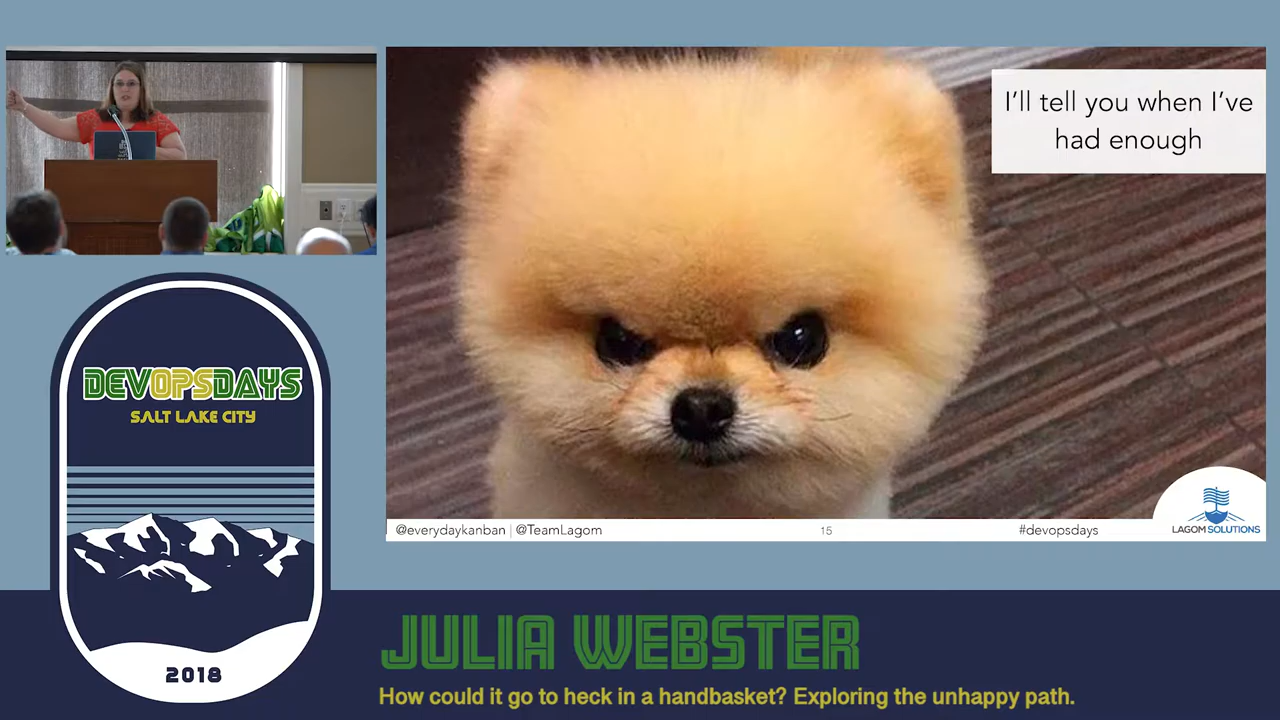 I'll tell you when I've
had enough
@everydaykanban | @TeamLagom
15
#devopsdays
LAGOM SOLUTIONS
DEVOPSDAYS
SALT LAKE CITY
2018
JULIA WEBSTER
How could it go to heck in a handbasket? Exploring the unhappy path.